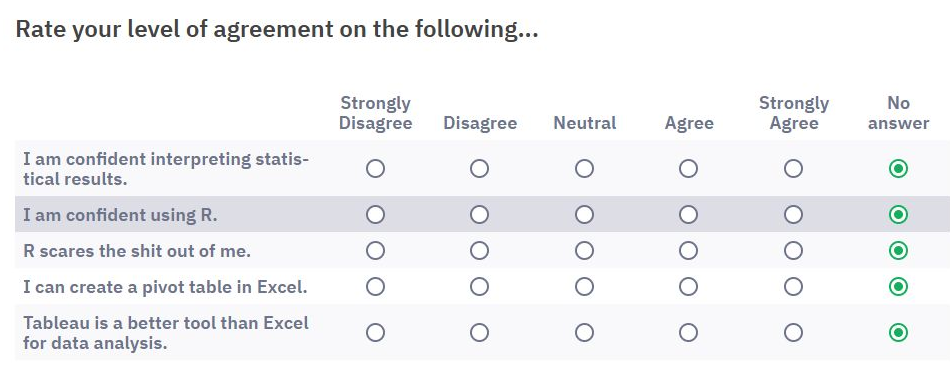 Rate your level of agreement on the following...
Strongly Disagree Disagree Neutral Agree Strongly Agree No answer
I am confident interpreting statis-
tical results.
I am confident using R.
R scares the shit out of me.
I can create a pivot table in Excel.
Tableau is a better tool than Excel
for data analysis.